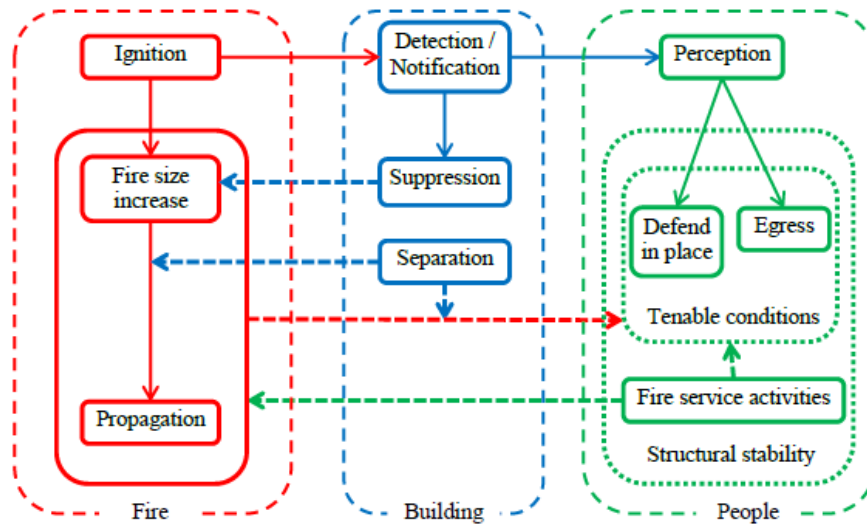 Ignition
Detection /
Notification
Perception
Fire size
increase
Suppression
Defend
in place
Egress
Separation
Tenable conditions
Propagation
Fire service activities
Structural stability
Fire
Building
People